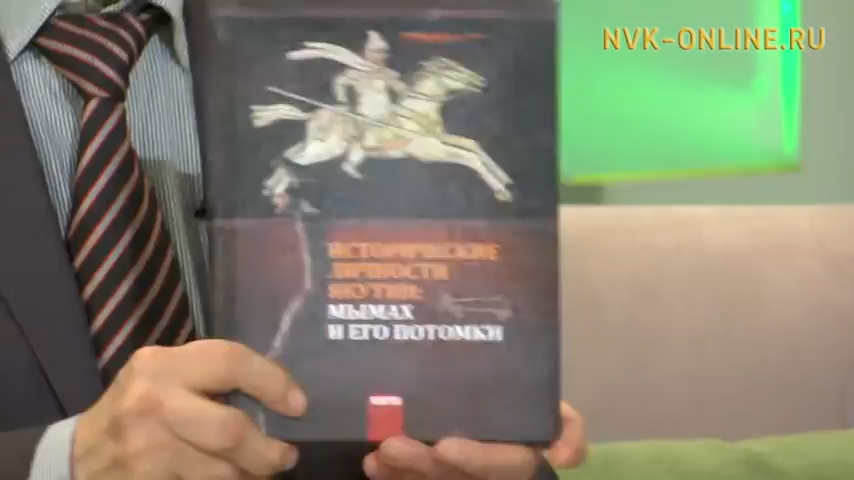 NVK-ONLINE.RU
ИСТОРИЧЕСКИЕ
ЛИЧНОСТИ
ЯКУТИИ:
МЫМАХ
И ЕГО ПОТОМКИ